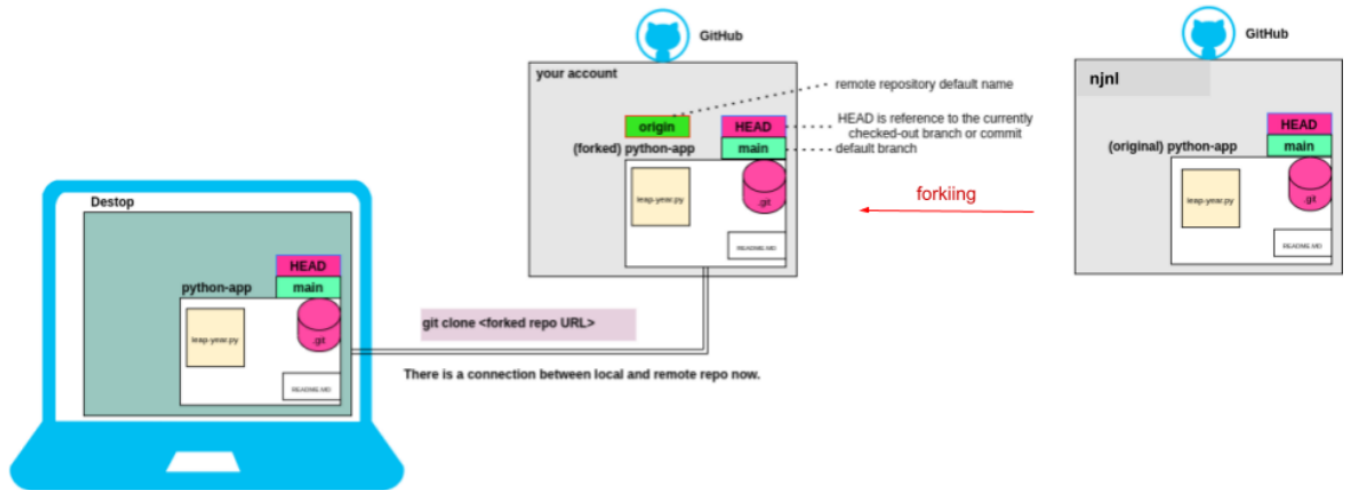 GitHub
your account
remote repository default name
origin
HEAD
HEAD is reference to the currently
checked-out branch or commit
(forked) python-app
main
default branch
leap-year.py
.git
README.MD
GitHub
njnl
HEAD
(original) python-app
main
leap-year.py
.git
README.MD
forkiing
Destop
HEAD
python-app
main
leap-year.py
.git
README.MD
git clone <forked repo URL>
There is a connection between local and remote repo now.